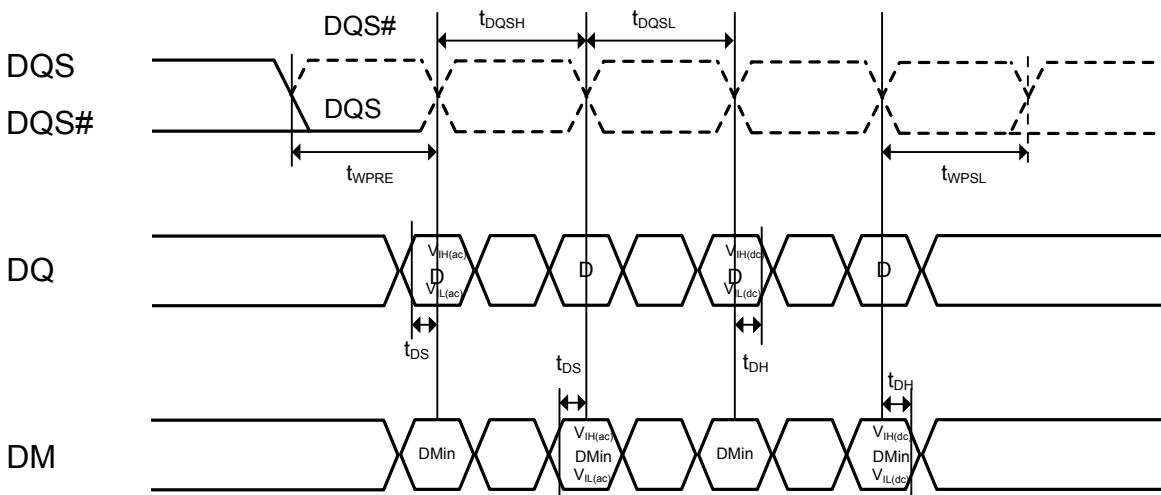 DQS#
tDQSH
tDQSL
DQS
DQS
DQS#
tWPRE
tWPSL
DQ
VIH(ac)
D
VIL(ac)
D
VIH(dc)
D
VIL(dc)
D
tDS
tDS
tDH
tDH
DM
DMin
VIH(ac)
DMin
VIL(ac)
DMin
VIH(dc)
DMin
VIL(dc)